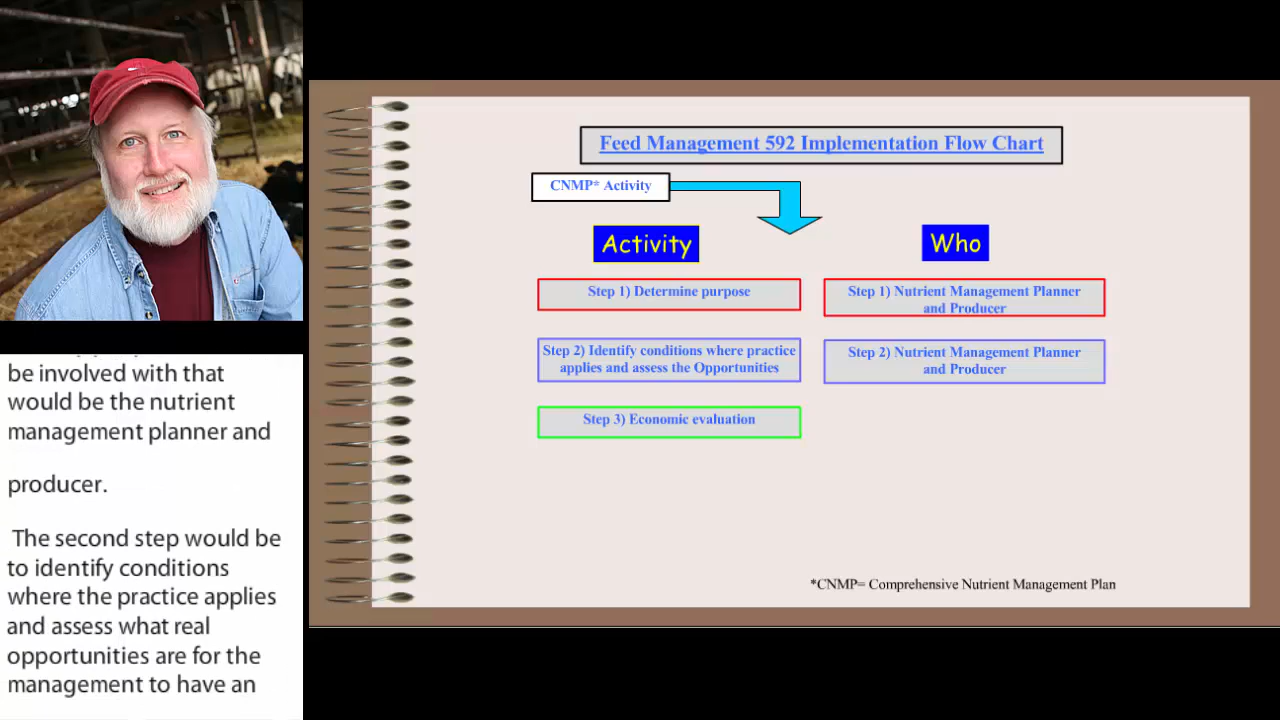 be involved with that
would be the nutrient
management planner and
producer.
The second step would be
to identify conditions
where the practice applies
and assess what real
opportunities are for the
management to have an
Feed Management 592 Implementation Flow Chart
CNMP* Activity
Activity
Who
Step 1) Determine purpose
Step 1) Nutrient Management Planner
and Producer
Step 2) Identify conditions where practice
applies and assess the Opportunities
Step 2) Nutrient Management Planner
and Producer
Step 3) Economic evaluation
*CNMP= Comprehensive Nutrient Management Plan